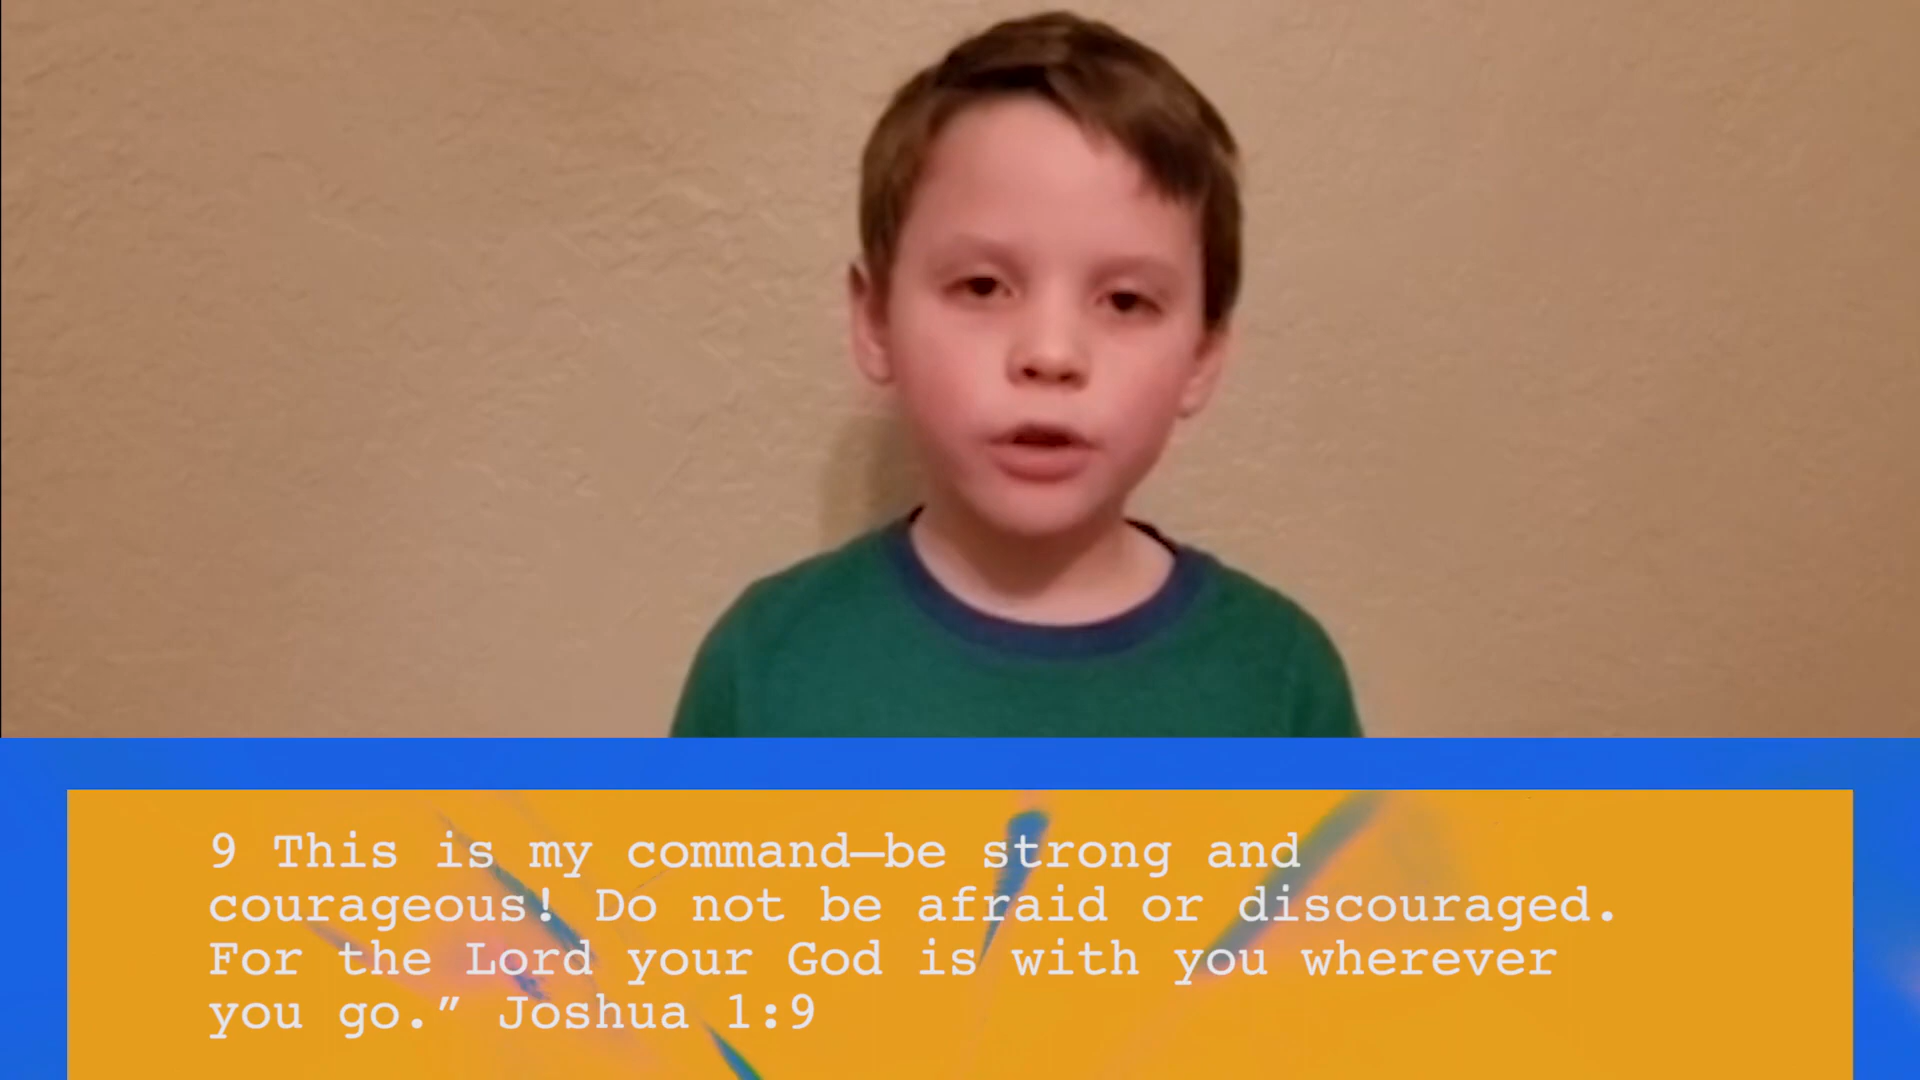 9 This is my command—be strong and
courageous! Do not be afraid or discouraged.
For the Lord your God is with you wherever
you go.” Joshua 1:9